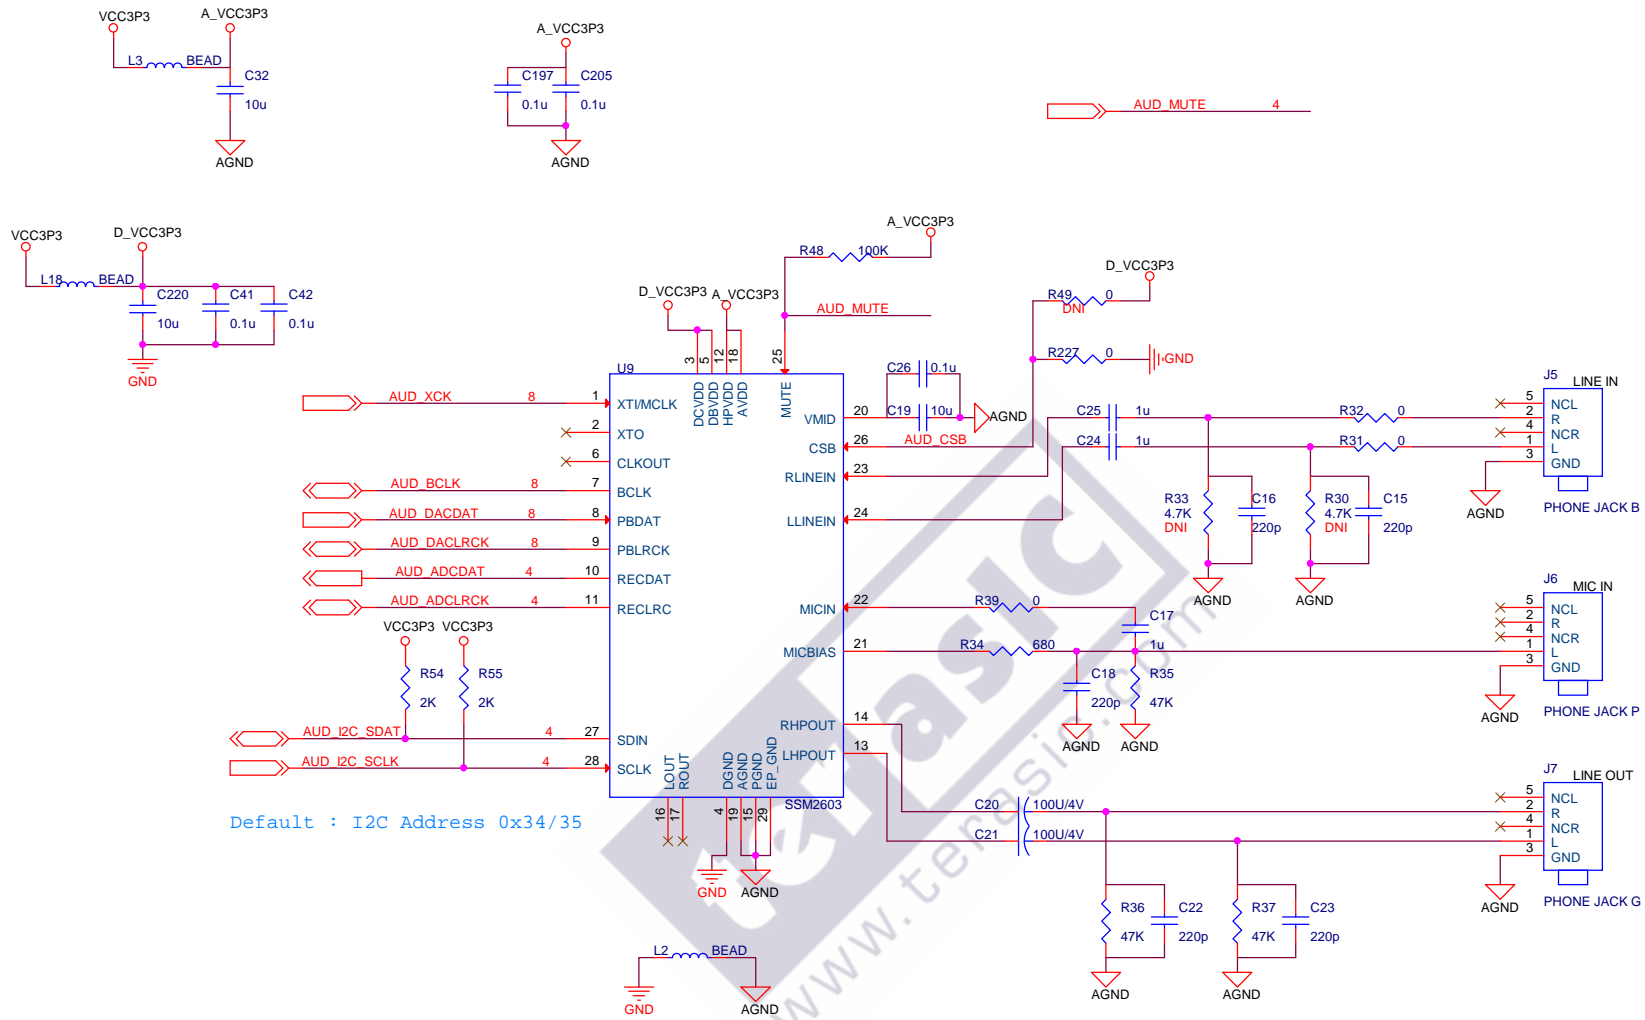 VCC3P3
A_VCC3P3
L3 BEAD
C32
10u
AGND
A_VCC3P3
C197 C205
0.1u 0.1u
AGND
AUD_MUTE 4
VCC3P3
D_VCC3P3
L18 BEAD
C220 C41 C42
10u 0.1u 0.1u
GND
A_VCC3P3
R48 100K
D_VCC3P3 A_VCC3P3
AUD_MUTE
D_VCC3P3
R49 0
DNI
R227 0
GND
U9
3 5 12 18 25
DCVDD DBVDD HPVDD AVDD MUTE
C26 0.1u
C19 10u
AGND
AUD_XCK 8 1 XTI/MCLK
2 XTO
6 CLKOUT
AUD_BCLK 8 7 BCLK
AUD_DACDAT 8 8 PBDAT
AUD_DACLRCK 8 9 PBLRCK
AUD_ADCDAT 4 10 RECDAT
AUD_ADCLRCK 4 11 RECLRC
VCC3P3 VCC3P3
R54 R55
2K 2K
AUD_I2C_SDAT 4 27 SDIN
AUD_I2C_SCLK 4 28 SCLK
VMID 20
CSB 26 AUD_CSB
RLINEIN 23
LLINEIN 24
MICIN 22
MICBIAS 21
RHPOUT 14
LHPOUT 13
LOUT ROUT DGND AGND PGND EP_GND
16 17 4 19 15 29
SSM2603
GND AGND
Default : I2C Address 0x34/35
L2 BEAD
GND AGND
C25 1u
C24 1u
R32 0
R31 0
R33 4.7K DNI
C16 220p
R30 4.7K DNI
C15 220p
AGND AGND
J5 LINE IN
5 NCL
2 R
4 NCR
1 L
3 GND
AGND
PHONE JACK B
R39 0
C17
1u
R34 680
C18
220p
R35
47K
AGND AGND
J6 MIC IN
5 NCL
2 R
4 NCR
1 L
3 GND
AGND
PHONE JACK P
C20 100U/4V
C21 100U/4V
R36 C22
47K 220p
R37 C23
47K 220p
AGND AGND
J7 LINE OUT
5 NCL
2 R
4 NCR
1 L
3 GND
AGND
PHONE JACK G
terasic
www.terasic.com